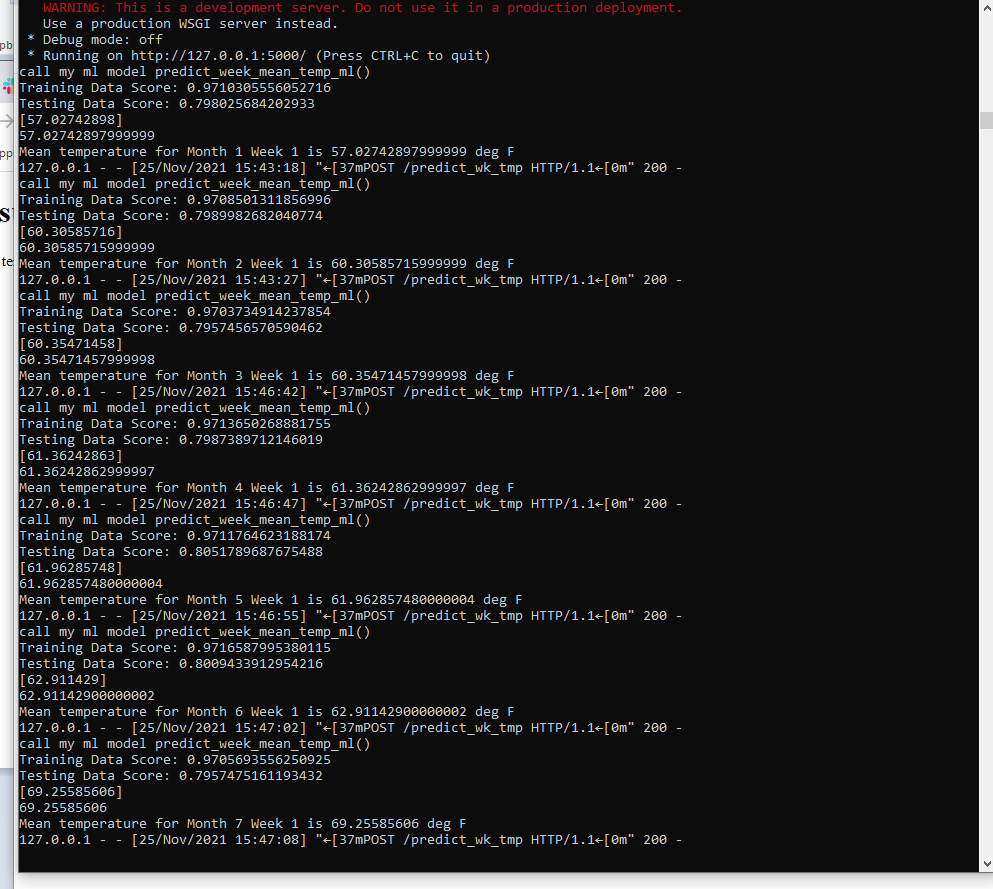 WARNING: This is a development server. Do not use it in a production deployment.
Use a production WSGI server instead.
* Debug mode: off
* Running on http://127.0.0.1:5000/ (Press CTRL+C to quit)
call my ml model predict_week_mean_temp_ml()
Training Data Score: 0.9710305556052716
Testing Data Score: 0.798025684202933
[57.02742898]
57.02742897999999
Mean temperature for Month 1 Week 1 is 57.02742897999999 deg F
127.0.0.1 - - [25/Nov/2021 15:43:18] "←[37mPOST /predict_wk_tmp HTTP/1.1←[0m" 200 -
call my ml model predict_week_mean_temp_ml()
Training Data Score: 0.9708501311856996
Testing Data Score: 0.7989982682040774
[60.30585716]
60.30585715999999
Mean temperature for Month 2 Week 1 is 60.30585715999999 deg F
127.0.0.1 - - [25/Nov/2021 15:43:27] "←[37mPOST /predict_wk_tmp HTTP/1.1←[0m" 200 -
call my ml model predict_week_mean_temp_ml()
Training Data Score: 0.9703734914237854
Testing Data Score: 0.7957456570590462
[60.35471458]
60.35471457999998
Mean temperature for Month 3 Week 1 is 60.35471457999998 deg F
127.0.0.1 - - [25/Nov/2021 15:46:42] "←[37mPOST /predict_wk_tmp HTTP/1.1←[0m" 200 -
call my ml model predict_week_mean_temp_ml()
Training Data Score: 0.9713650268881755
Testing Data Score: 0.7987389712146019
[61.36242863]
61.36242862999997
Mean temperature for Month 4 Week 1 is 61.36242862999997 deg F
127.0.0.1 - - [25/Nov/2021 15:46:47] "←[37mPOST /predict_wk_tmp HTTP/1.1←[0m" 200 -
call my ml model predict_week_mean_temp_ml()
Training Data Score: 0.9711764623188174
Testing Data Score: 0.8051789687675488
[61.96285748]
61.962857480000004
Mean temperature for Month 5 Week 1 is 61.962857480000004 deg F
127.0.0.1 - - [25/Nov/2021 15:46:55] "←[37mPOST /predict_wk_tmp HTTP/1.1←[0m" 200 -
call my ml model predict_week_mean_temp_ml()
Training Data Score: 0.9716587995380115
Testing Data Score: 0.8009433912954216
[62.911429]
62.91142900000002
Mean temperature for Month 6 Week 1 is 62.91142900000002 deg F
127.0.0.1 - - [25/Nov/2021 15:47:02] "←[37mPOST /predict_wk_tmp HTTP/1.1←[0m" 200 -
call my ml model predict_week_mean_temp_ml()
Training Data Score: 0.9705693556250925
Testing Data Score: 0.7957475161193432
[69.25585606]
69.25585606
Mean temperature for Month 7 Week 1 is 69.25585606 deg F
127.0.0.1 - - [25/Nov/2021 15:47:08] "←[37mPOST /predict_wk_tmp HTTP/1.1←[0m" 200 -